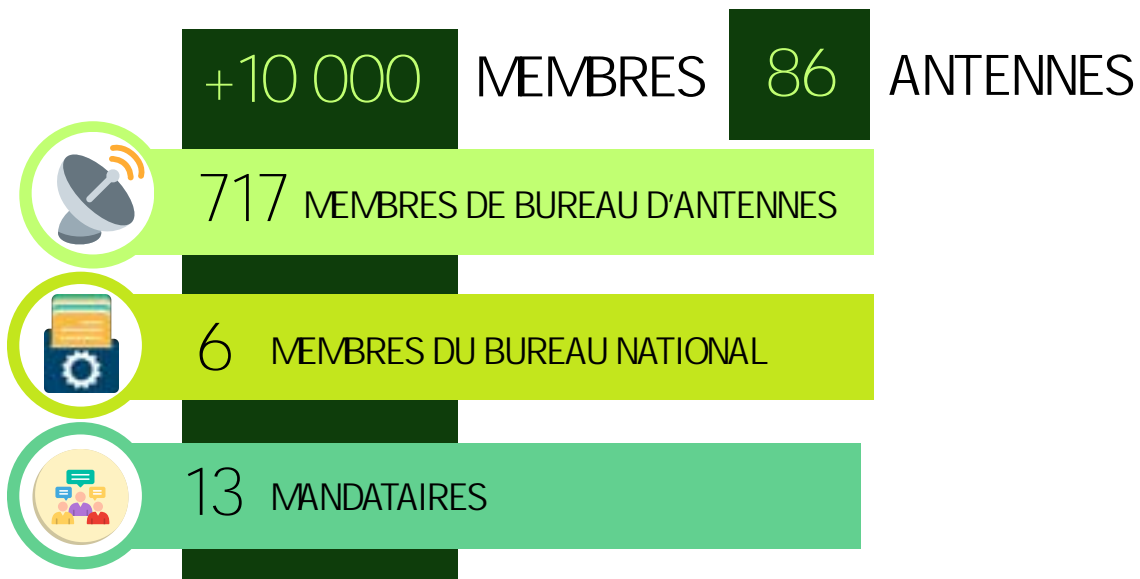 +10 000 MEMBRES 86 ANTENNES
717 MEMBRES DE BUREAU D'ANTENNES
6 MEMBRES DU BUREAU NATIONAL
13 MANDATAIRES